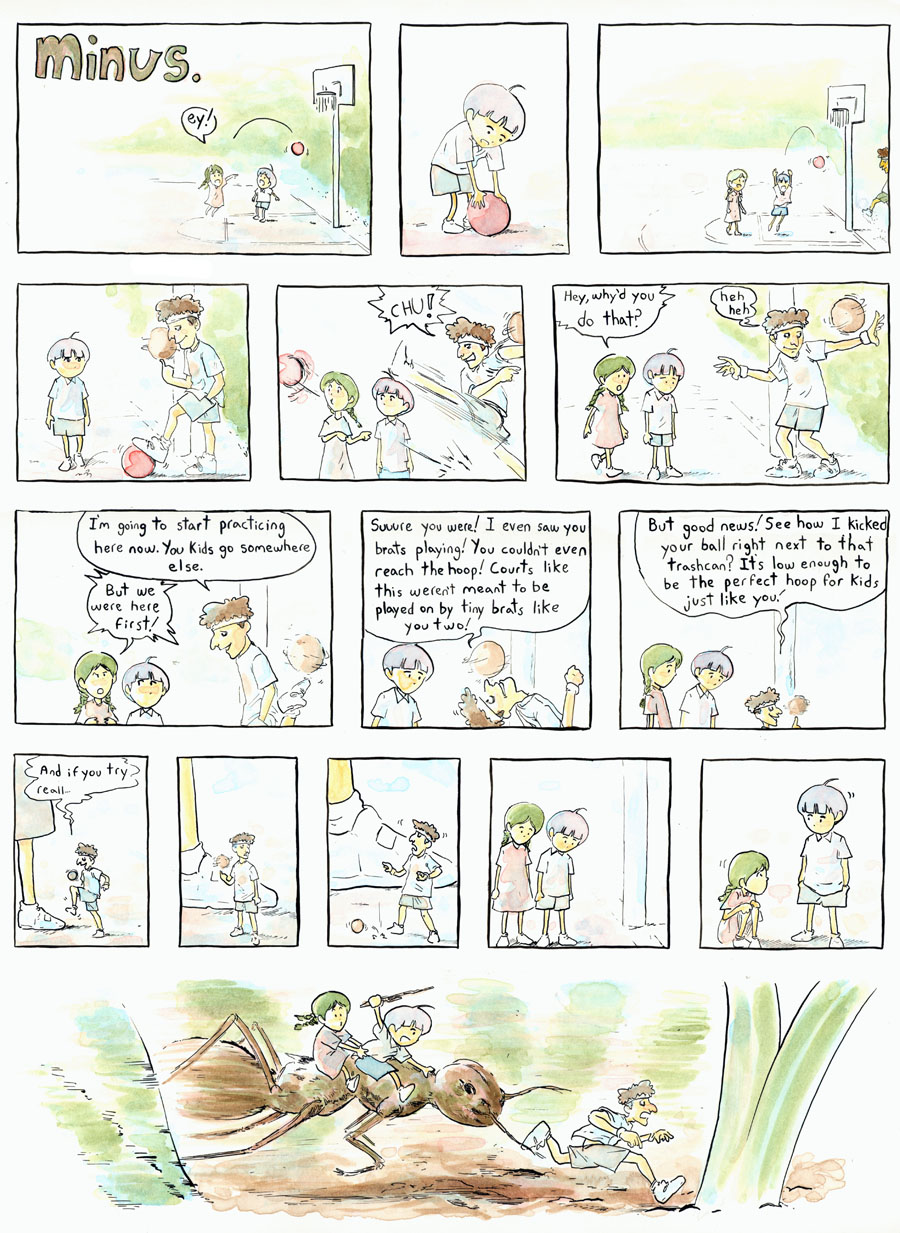 minus.
ey!
CHU!
Hey, why'd you
do that?
heh
heh
I'm going to start practicing
here now. You kids go somewhere
else.
But we
were here
first!
Suuure you were! I even saw you
brats playing! You couldn't even
reach the hoop! Courts like
this weren't meant to be
played on by tiny brats like
you two!
But good news! See how I kicked
your ball right next to that
trashcan? It's low enough to
be the perfect hoop for kids
just like you!
And if you try
reall...